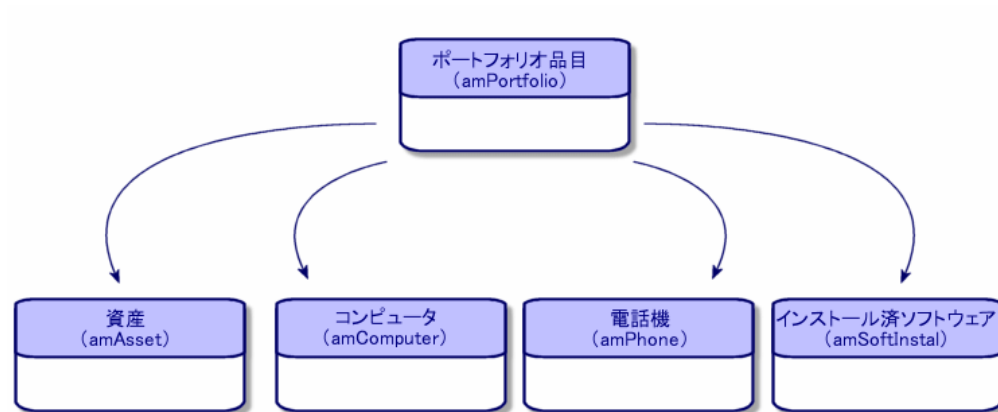 ポートフォリオ品目
(amPortfolio)
資産
(amAsset)
コンピュータ
(amComputer)
電話機
(amPhone)
インストール済ソフトウェア
(amSoftInstal)